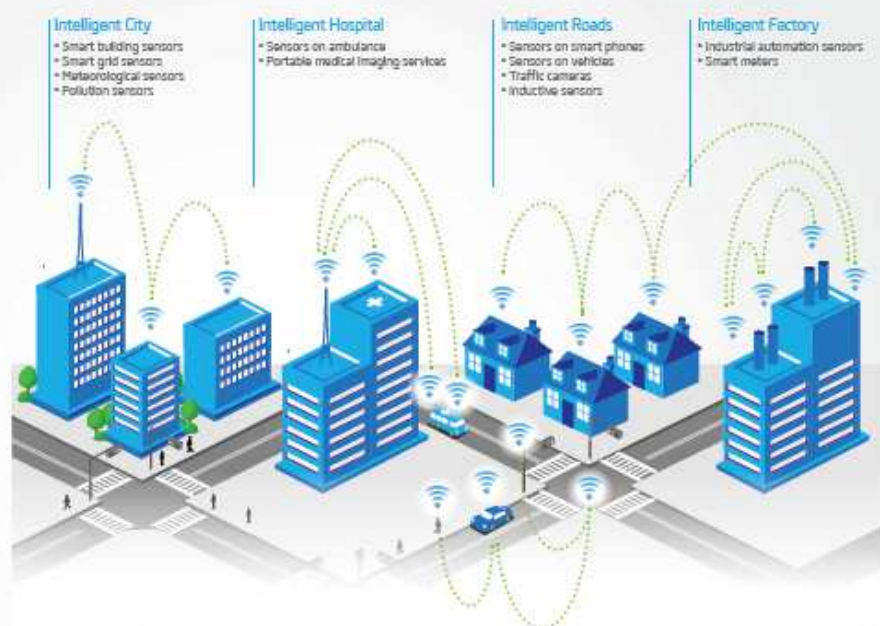 Intelligent City
• Smart building sensors
• Smart grid sensors
• Meteorological sensors
• Pollution sensors
Intelligent Hospital
• Sensors on ambulance
• Portable medical imaging services
Intelligent Roads
• Sensors on smart phones
• Sensors on vehicles
• Traffic cameras
• Inductive sensors
Intelligent Factory
• Industrial automation sensors
• Smart meters